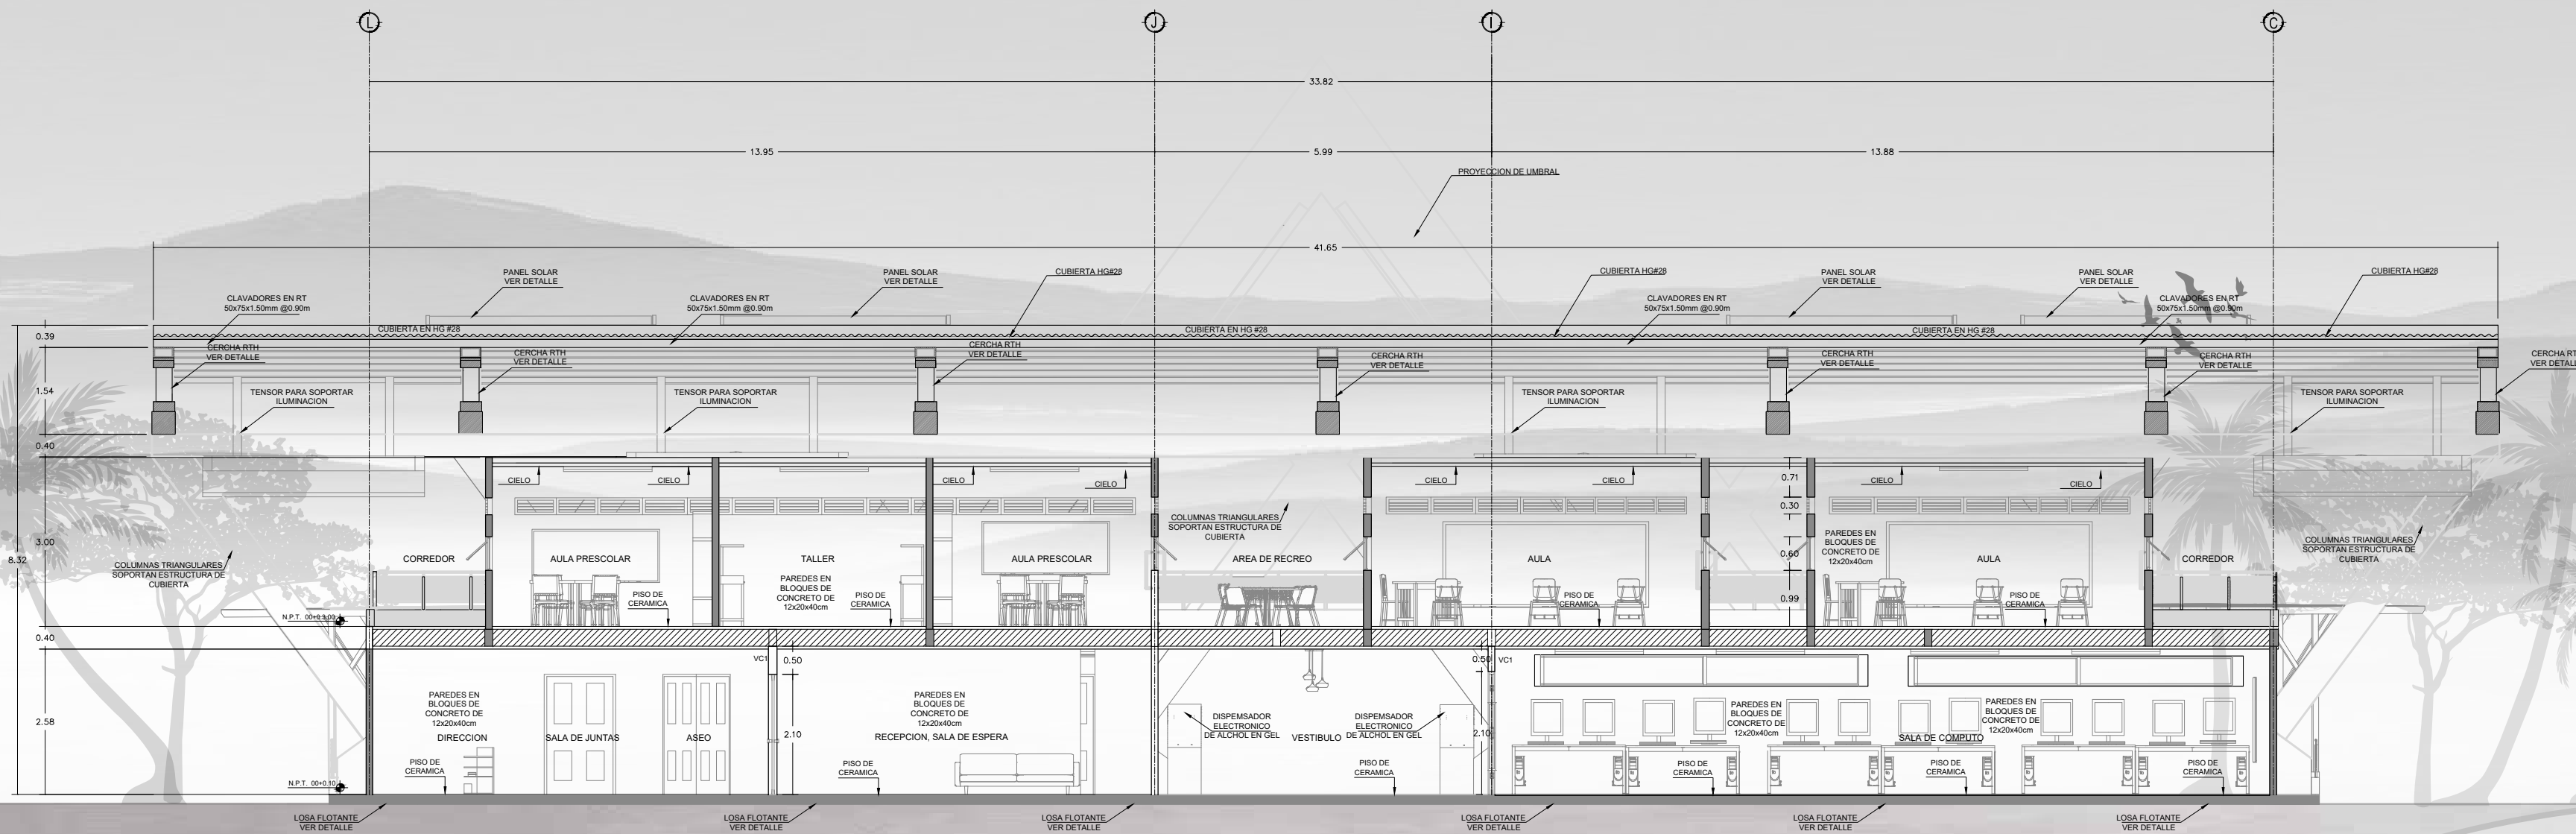 L
J
I
C
33.82
13.95
5.99
13.88
PROYECCION DE UMBRAL
41.65
PANEL SOLAR
VER DETALLE
PANEL SOLAR
VER DETALLE
CUBIERTA HG#28
CUBIERTA HG#28
PANEL SOLAR
VER DETALLE
PANEL SOLAR
VER DETALLE
CUBIERTA HG#28
CLAVADORES EN RT
50x75x1.50mm @0.90m
CLAVADORES EN RT
50x75x1.50mm @0.90m
CLAVADORES EN RT
50x75x1.50mm @0.90m
CLAVADORES EN RT
50x75x1.50mm @0.90m
0.39
CUBIERTA EN HG #28
CUBIERTA EN HG #28
CUBIERTA EN HG #28
CERCHA RTH
VER DETALLE
CERCHA RTH
VER DETALLE
CERCHA RTH
VER DETALLE
CERCHA RTH
VER DETALLE
CERCHA RTH
VER DETALLE
CERCHA RTH
VER DETALLE
CERCHA RT
VER DETALL
1.54
TENSOR PARA SOPORTAR
ILUMINACION
TENSOR PARA SOPORTAR
ILUMINACION
TENSOR PARA SOPORTAR
ILUMINACION
TENSOR PARA SOPORTAR
ILUMINACION
0.40
CIELO
CIELO
CIELO
CIELO
CIELO
CIELO
CIELO
CIELO
0.71
0.30
0.60
0.99
3.00
8.32
COLUMNAS TRIANGULARES
SOPORTAN ESTRUCTURA DE
CUBIERTA
CORREDOR
AULA PRESCOLAR
TALLER
PAREDES EN
BLOQUES DE
CONCRETO DE
12x20x40cm
AULA PRESCOLAR
COLUMNAS TRIANGULARES
SOPORTAN ESTRUCTURA DE
CUBIERTA
AREA DE RECREO
AULA
PAREDES EN
BLOQUES DE
CONCRETO DE
12x20x40cm
AULA
CORREDOR
COLUMNAS TRIANGULARES
SOPORTAN ESTRUCTURA DE
CUBIERTA
PISO DE
CERAMICA
PISO DE
CERAMICA
PISO DE
CERAMICA
PISO DE
CERAMICA
N.P.T. 00+03.00
0.40
VC1
0.50
0.50
VC1
2.58
PAREDES EN
BLOQUES DE
CONCRETO DE
12x20x40cm
DIRECCION
SALA DE JUNTAS
ASEO
2.10
PAREDES EN
BLOQUES DE
CONCRETO DE
12x20x40cm
RECEPCION, SALA DE ESPERA
DISPEMSADOR
ELECTRONICO
DE ALCHOL EN GEL
VESTIBULO
DISPEMSADOR
ELECTRONICO
DE ALCHOL EN GEL
2.10
PAREDES EN
BLOQUES DE
CONCRETO DE
12x20x40cm
SALA DE COMPUTO
PAREDES EN
BLOQUES DE
CONCRETO DE
12x20x40cm
PISO DE
CERAMICA
PISO DE
CERAMICA
PISO DE
CERAMICA
PISO DE
CERAMICA
PISO DE
CERAMICA
PISO DE
CERAMICA
N.P.T. 00+0.10
LOSA FLOTANTE
VER DETALLE
LOSA FLOTANTE
VER DETALLE
LOSA FLOTANTE
VER DETALLE
LOSA FLOTANTE
VER DETALLE
LOSA FLOTANTE
VER DETALLE
LOSA FLOTANTE
VER DETALLE